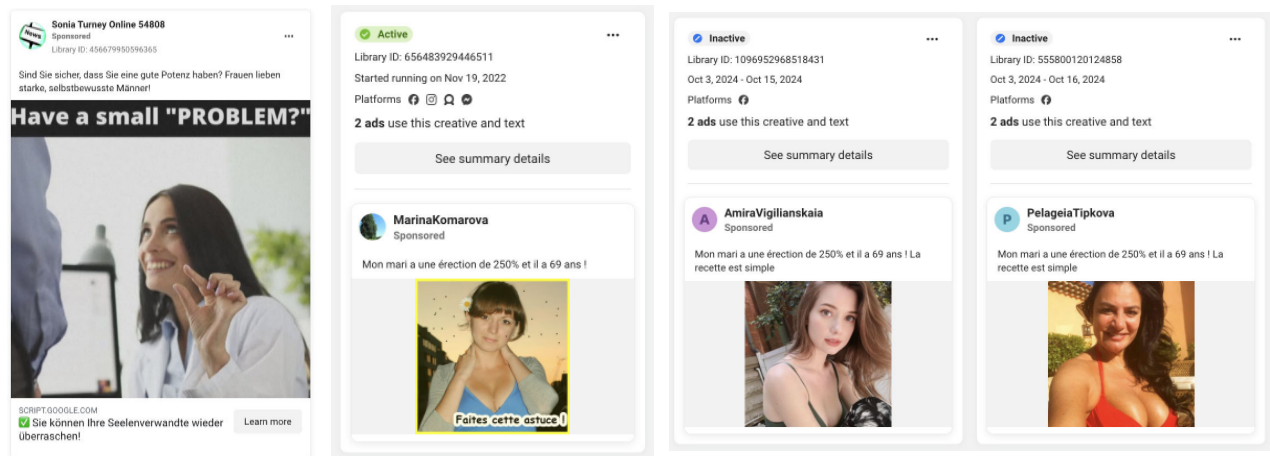 Sonia Turney Online 54808
Sponsored
Library ID: 456679950596365
Sind Sie sicher, dass Sie eine gute Potenz haben? Frauen lieben
starke, selbstbewusste Männer!
News
Have a small "PROBLEM?"
SCRIPT.GOOGLE.COM
✅ Sie können Ihre Seelenverwandte wieder
überraschen!
Learn more
Active
Library ID: 656483929446511
Started running on Nov 19, 2022
Platforms
2 ads use this creative and text
See summary details
MarinaKomarova
Sponsored
Mon mari a une érection de 250% et il a 69 ans !
Faites cette astuce !
Inactive
Library ID: 1096952968518431
Oct 3, 2024 - Oct 15, 2024
Platforms
2 ads use this creative and text
See summary details
A
AmiraVigilianskaia
Sponsored
Mon mari a une érection de 250% et il a 69 ans ! La
recette est simple
Inactive
Library ID: 555800120124858
Oct 3, 2024 - Oct 16, 2024
Platforms
2 ads use this creative and text
See summary details
P
PelageiaTipkova
Sponsored
Mon mari a une érection de 250% et il a 69 ans ! La
recette est simple